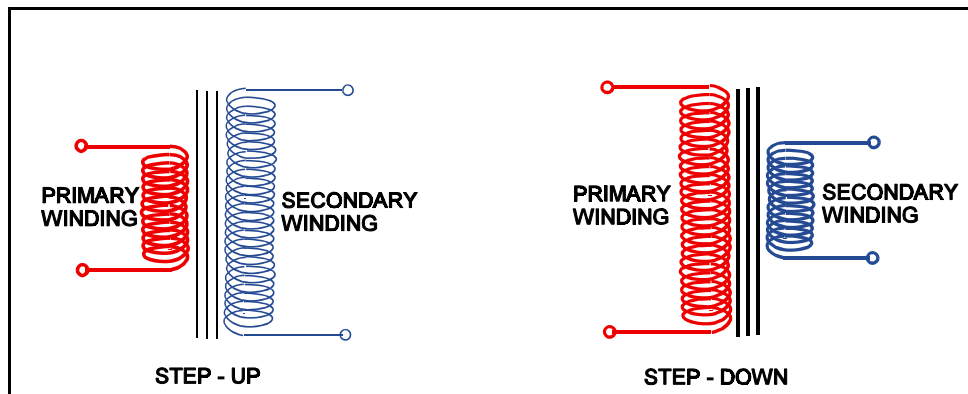 PRIMARY
WINDING
SECONDARY
WINDING
STEP - UP
PRIMARY
WINDING
SECONDARY
WINDING
STEP - DOWN